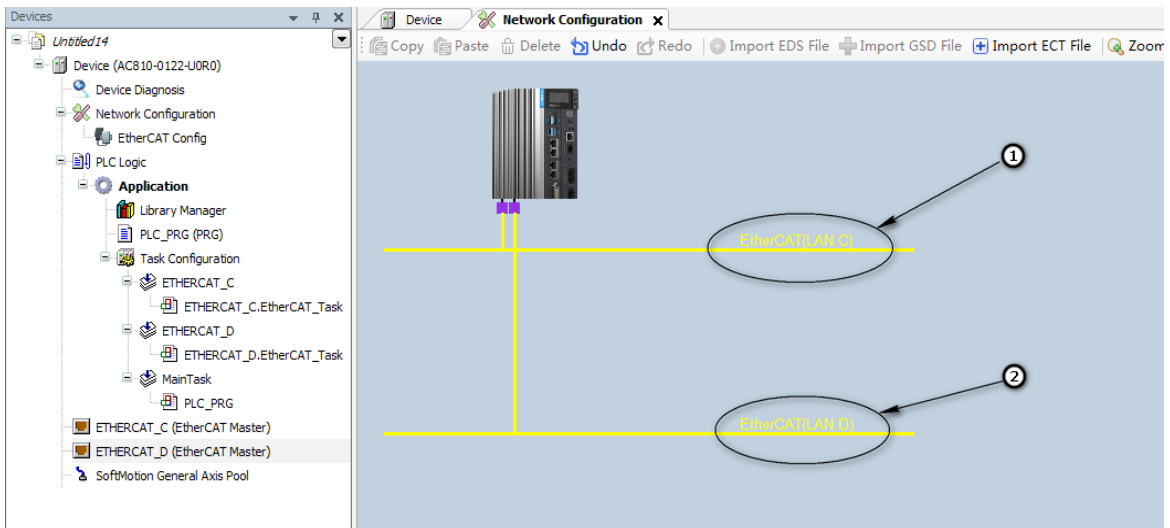 Devices
Device
Network Configuration
Copy Paste Delete Undo Redo Import EDS File Import GSD File Import ECT File Zoom
Untitled14
Device (AC810-0122-U0R0)
Device Diagnosis
Network Configuration
EtherCAT Config
PLC Logic
Application
Library Manager
PLC_PRG (PRG)
Task Configuration
ETHERCAT_C
ETHERCAT_C.EtherCAT_Task
ETHERCAT_D
ETHERCAT_D.EtherCAT_Task
MainTask
PLC_PRG
ETHERCAT_C (EtherCAT Master)
ETHERCAT_D (EtherCAT Master)
SoftMotion General Axis Pool
1
EtherCAT(LAN C)
2
EtherCAT(LAN D)